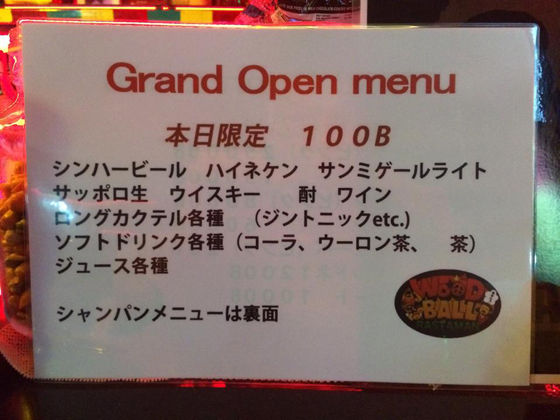 Grand Open menu
本日限定 １００B
シンハービール ハイネケン サンミゲールライト
サッポロ生 ウイスキー 酎 ワイン
ロングカクテル各種 （ジントニックetc.)
ソフトドリンク各種（コーラ、ウーロン茶、 茶）
ジュース各種
シャンパンメニューは裏面
WOOD
BALL
RASTAMAN